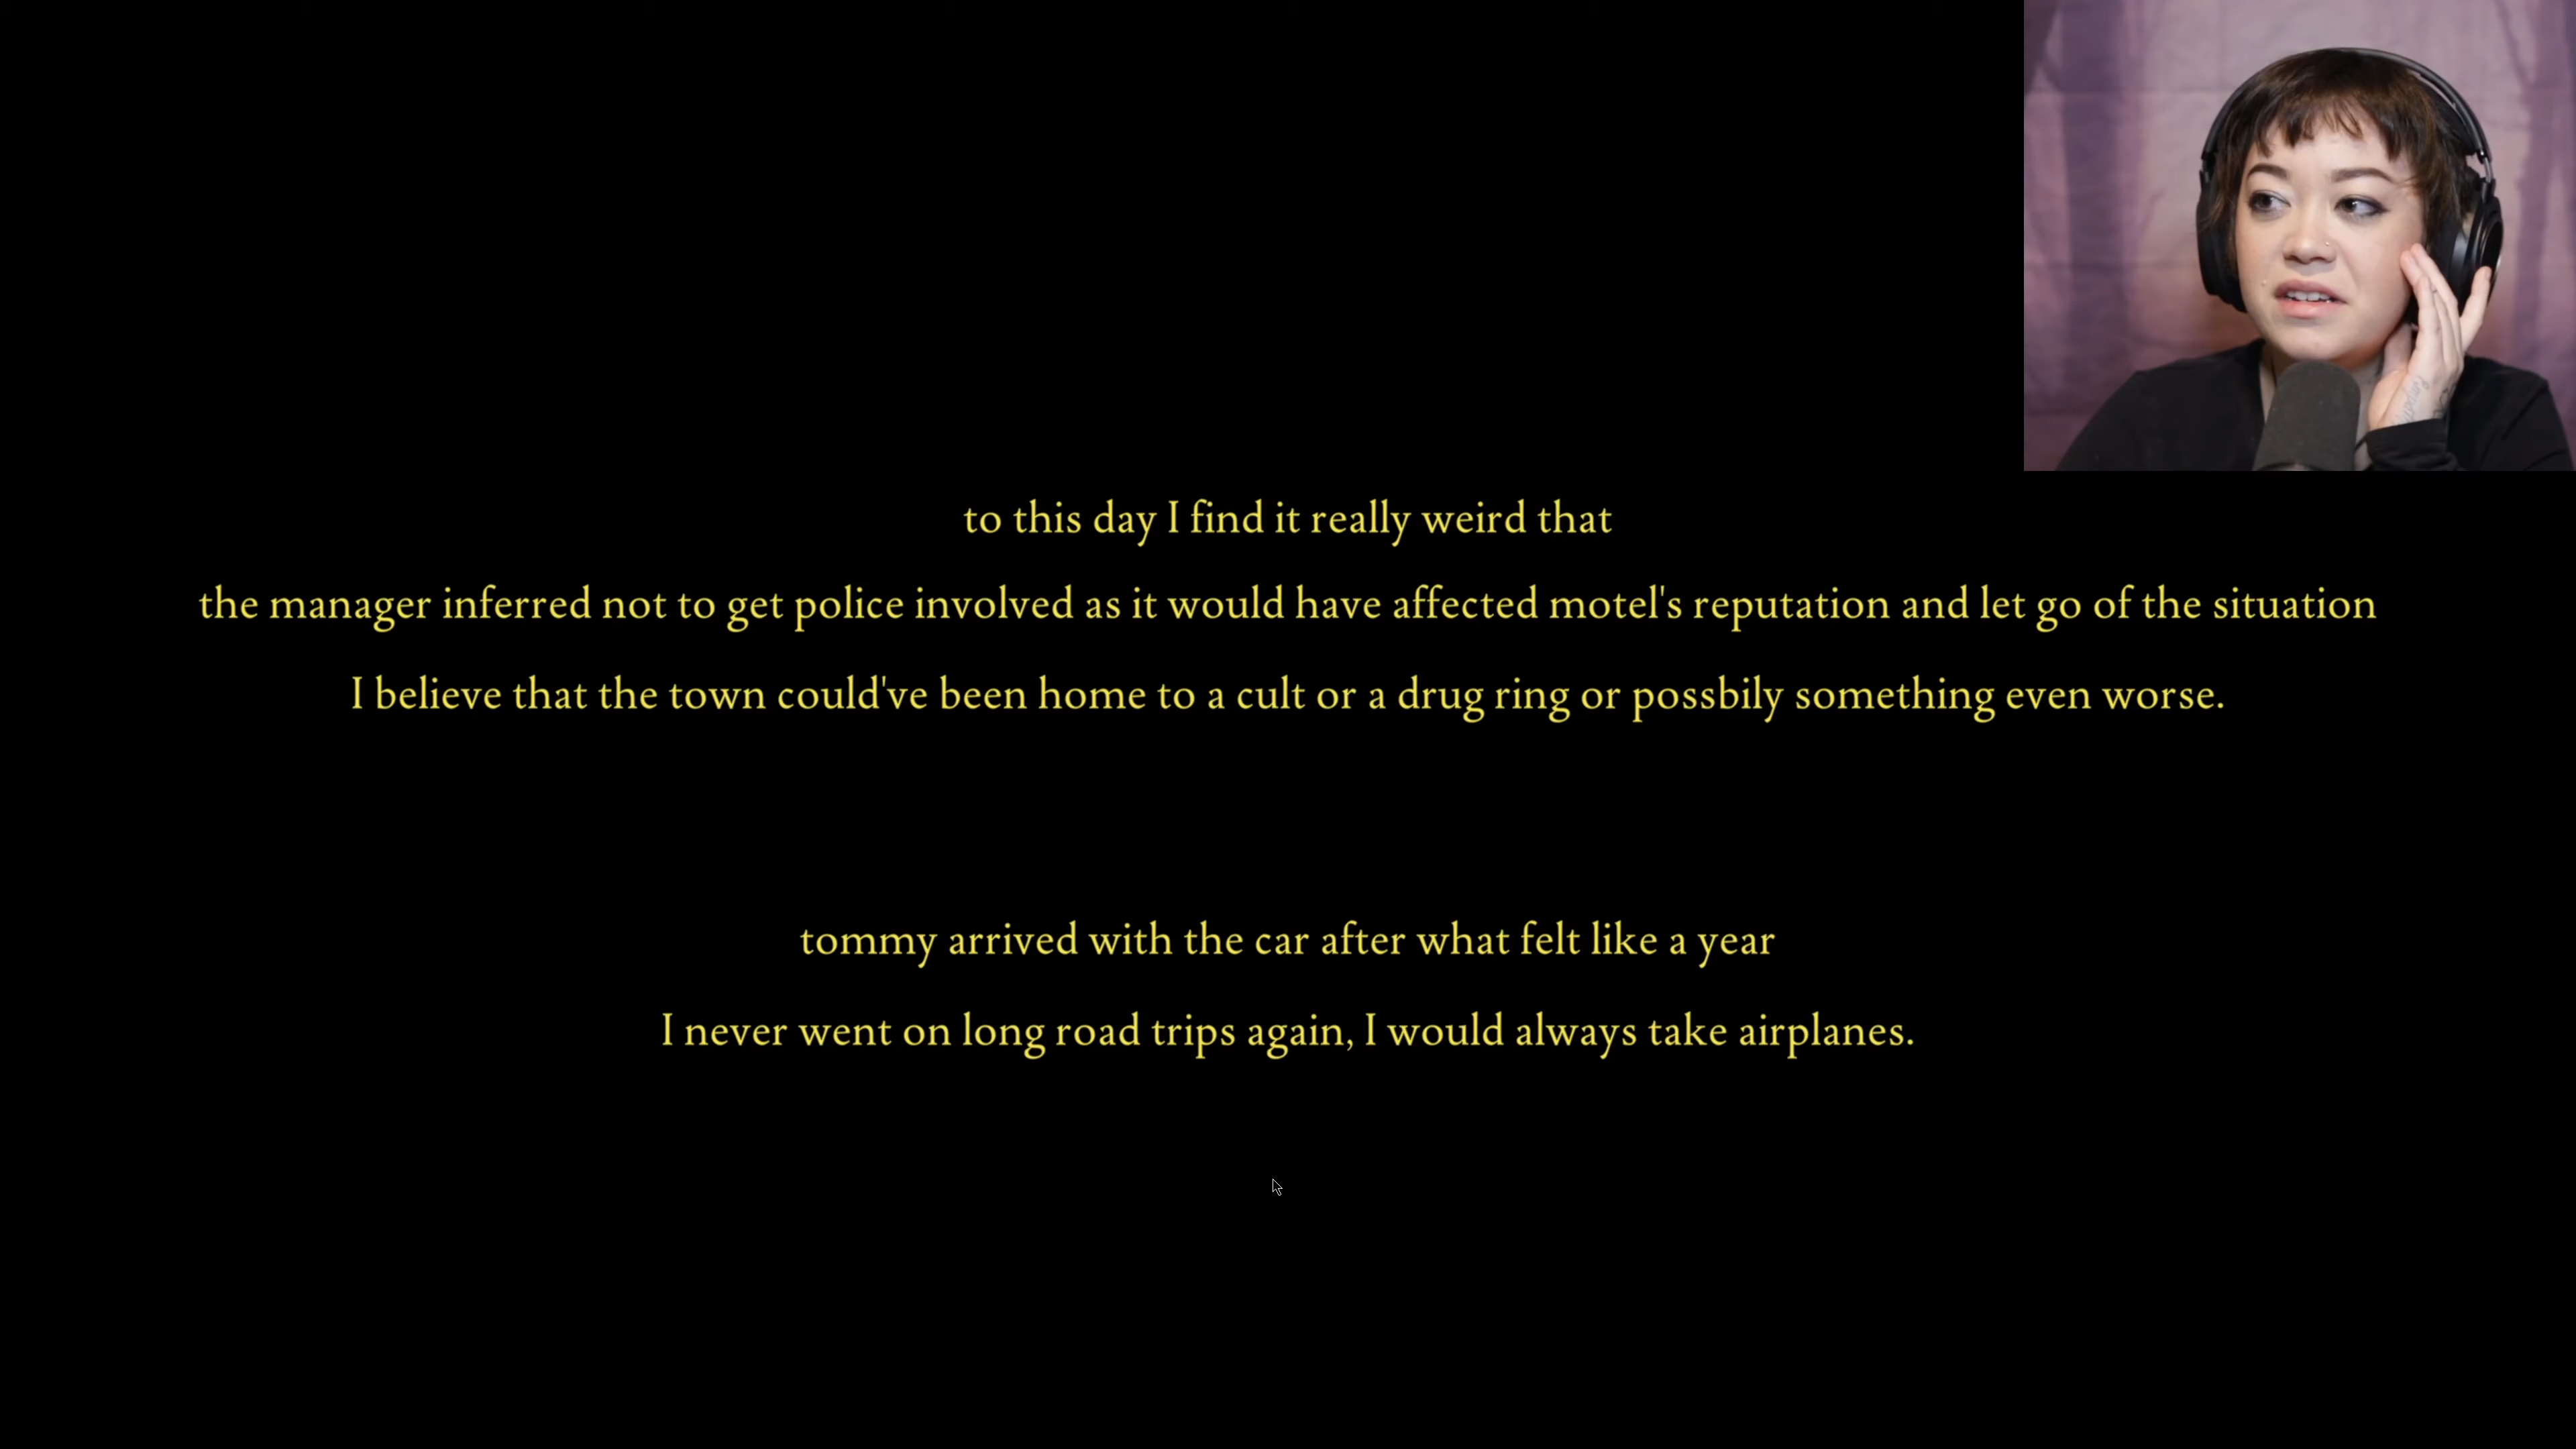 to this day I find it really weird that
the manager inferred not to get police involved as it would have affected motel's reputation and let go of the situation
I believe that the town could've been home to a cult or a drug ring or possbily something even worse.
tommy arrived with the car after what felt like a year
I never went on long road trips again, I would always take airplanes.